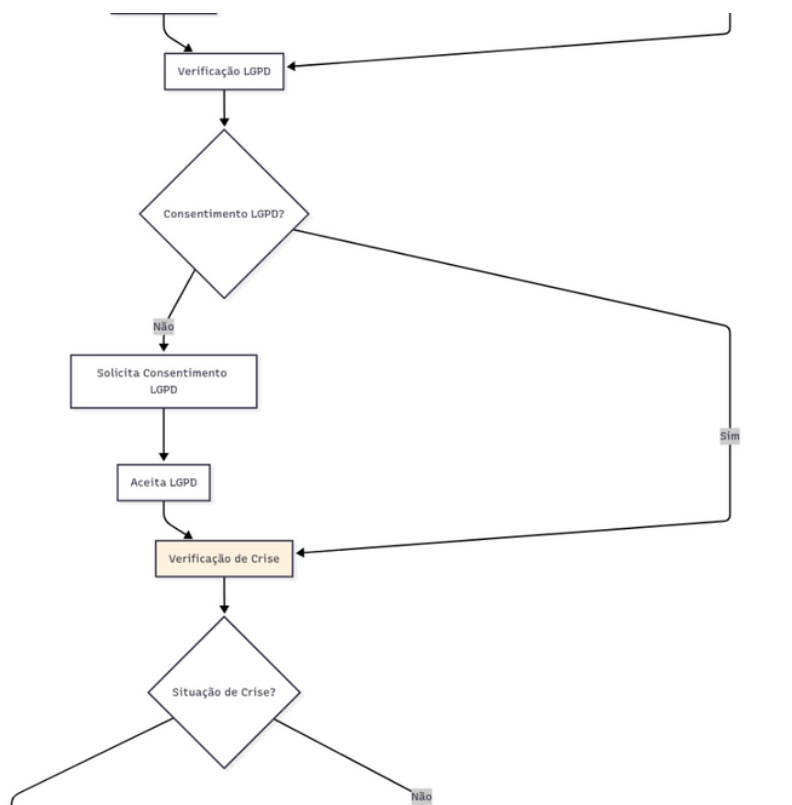 Verificação LGPD
Consentimento LGPD?
Não
Solicita Consentimento
LGPD
Sim
Aceita LGPD
Verificação de Crise
Situação de Crise?
Não